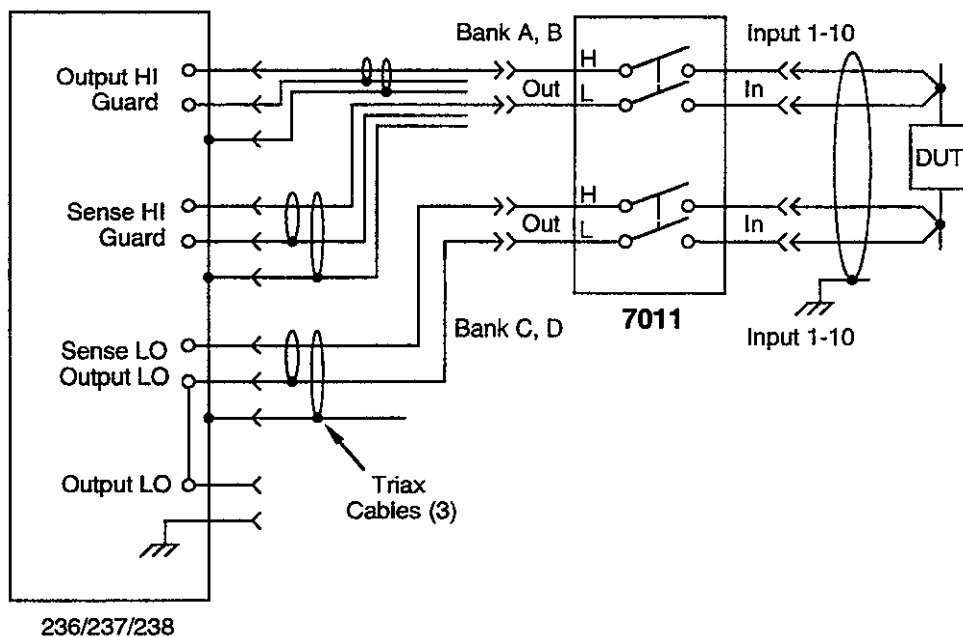 Output HI
Guard
Sense HI
Guard
Sense LO
Output LO
Output LO
236/237/238
Triax
Cables (3)
Bank A, B
H
Out
L
In
Input 1-10
H
Out
L
In
7011
Bank C, D
Input 1-10
DUT